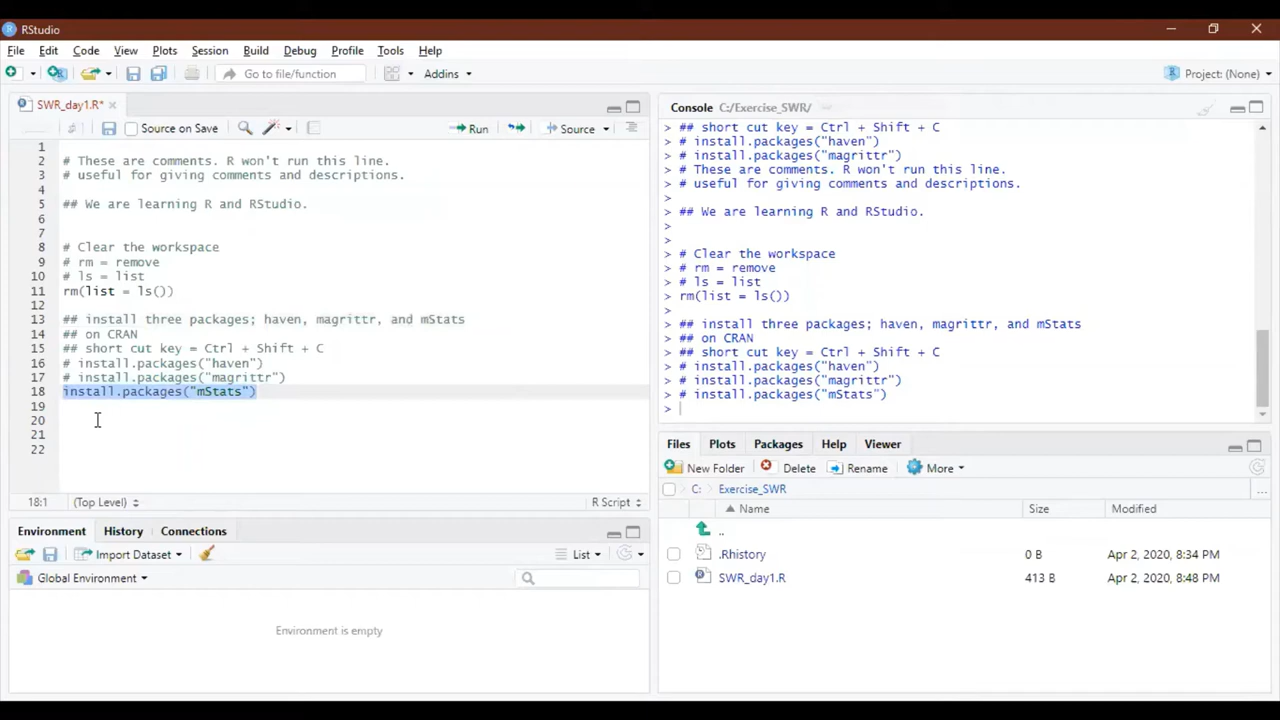 RStudio
File Edit Code View Plots Session Build Debug Profile Tools Help
Go to file/function Addins Project: (None)
SWR_day1.R*
Source on Save Run Source
1
2 # These are comments. R won't run this line.
3 # useful for giving comments and descriptions.
4
5 ## We are learning R and RStudio.
6
7
8 # Clear the workspace
9 # rm = remove
10 # ls = list
11 rm(list = ls())
12
13 ## install three packages; haven, magrittr, and mStats
14 ## on CRAN
15 ## short cut key = Ctrl + Shift + C
16 # install.packages("haven")
17 # install.packages("magrittr")
18 install.packages("mStats")
19
20
21
22
18:1 (Top Level) R Script
Environment History Connections
Import Dataset List
Global Environment
Environment is empty
Console C:/Exercise_SWR/
> ## short cut key = Ctrl + Shift + C
> # install.packages("haven")
> # install.packages("magrittr")
> # These are comments. R won't run this line.
> # useful for giving comments and descriptions.
>
> ## We are learning R and RStudio.
>
>
> # Clear the workspace
> # rm = remove
> # ls = list
> rm(list = ls())
>
> ## install three packages; haven, magrittr, and mStats
> ## on CRAN
> ## short cut key = Ctrl + Shift + C
> # install.packages("haven")
> # install.packages("magrittr")
> # install.packages("mStats")
>
Files Plots Packages Help Viewer
New Folder Delete Rename More
C: Exercise_SWR ...
Name Size Modified
..
.Rhistory 0 B Apr 2, 2020, 8:34 PM
SWR_day1.R 413 B Apr 2, 2020, 8:48 PM